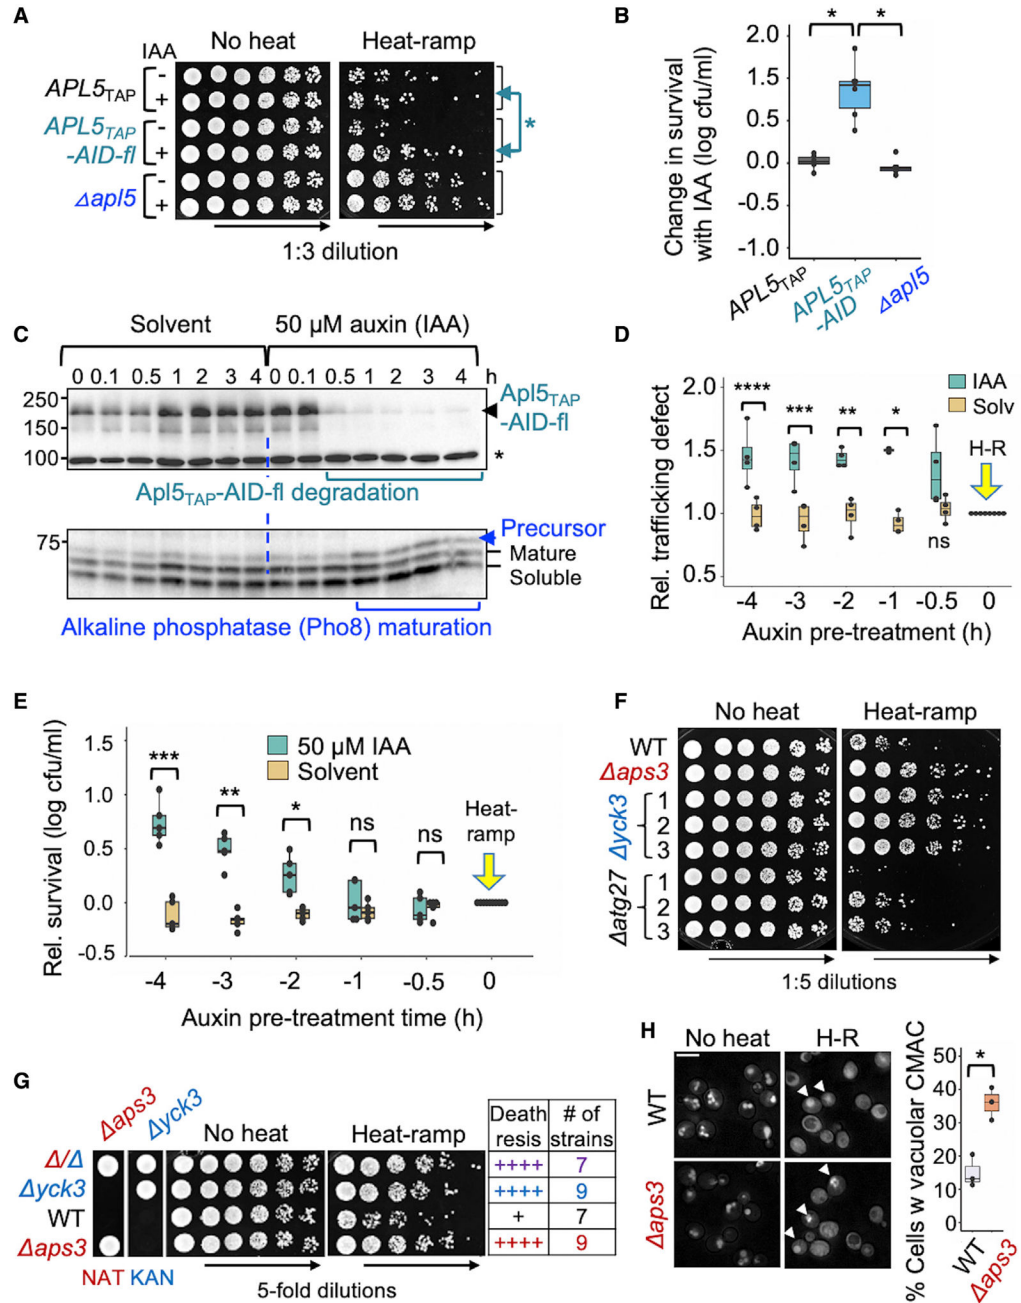 A
IAA
No heat
Heat-ramp
APL5TAP
-
+
APL5TAP
-AID-fl
-
+
Δapl5
-
+
*
1:3 dilution
B
Change in survival
with IAA (log cfu/ml)
2.0
1.5
0.5
0.0
-0.5
-1.0
* *
APL5TAP
APL5TAP
-AID
Δapl5
C
Solvent
50 µM auxin (IAA)
0 0.1 0.5 1 2 3 4 0 0.1 0.5 1 2 3 4 h
250
150
100
Apl5TAP
-AID-fl
*
Apl5TAP-AID-fl degradation
75
Precursor
Mature
Soluble
Alkaline phosphatase (Pho8) maturation
D
Rel. trafficking defect
2.0
1.5
1.0
0.5
**** *** ** *
ns
IAA
Solv
H-R
-4 -3 -2 -1 -0.5 0
Auxin pre-treatment (h)
E
Rel. survival (log cfu/ml)
1.5
1.0
0.5
0.0
-0.5
*** ** * ns ns
50 µM IAA
Solvent
Heat-
ramp
-4 -3 -2 -1 -0.5 0
Auxin pre-treatment time (h)
F
No heat
Heat-ramp
WT
Δaps3
Δyck3
1
2
3
Δatg27
1
2
3
1:5 dilutions
G
Δaps3
Δyck3
No heat
Heat-ramp
Death
resis
# of
strains
Δ/Δ ++++ 7
Δyck3 ++++ 9
WT + 7
Δaps3 ++++ 9
NAT KAN
5-fold dilutions
H
No heat
H-R
WT
Δaps3
% Cells w vacuolar CMAC
50
40
30
20
10
0
*
WT
Δaps3